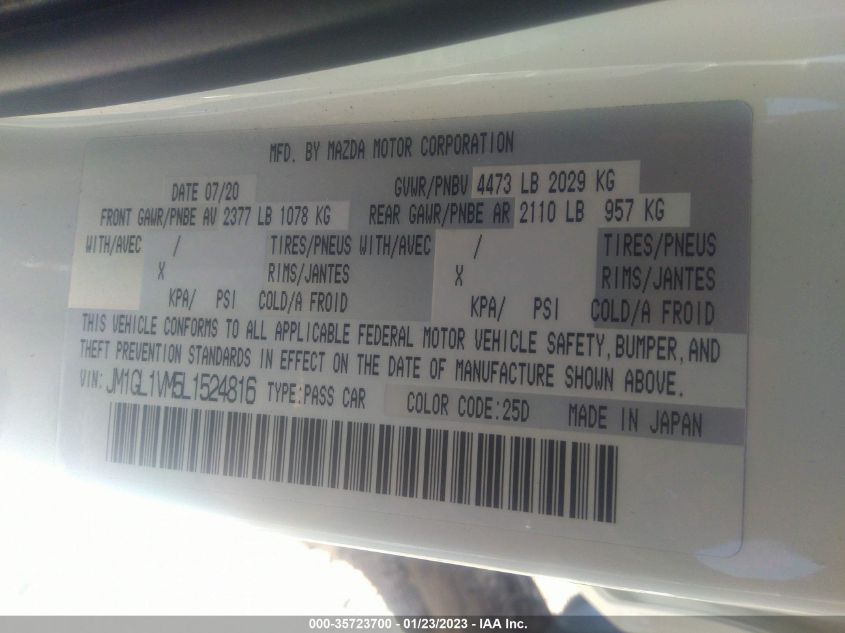 MFD. BY MAZDA MOTOR CORPORATION
DATE 07/20 GVWR/PNBV 4473 LB 2029 KG
FRONT GAWR/PNBE AV 2377 LB 1078 KG REAR GAWR/PNBE AR 2110 LB 957 KG
WITH/AVEC / TIRES/PNEUS WITH/AVEC / TIRES/PNEUS
X RIMS/JANTES X RIMS/JANTES
KPA/ PSI COLD/A FROID KPA/ PSI COLD/A FROID
THIS VEHICLE CONFORMS TO ALL APPLICABLE FEDERAL MOTOR VEHICLE SAFETY, BUMPER, AND
THEFT PREVENTION STANDARDS IN EFFECT ON THE DATE OF MANUFACTURE SHOWN ABOVE.
VIN: JM1GL1VM5L1524816 TYPE:PASS CAR COLOR CODE:25D MADE IN JAPAN
000-35723700 - 01/23/2023 - IAA Inc.